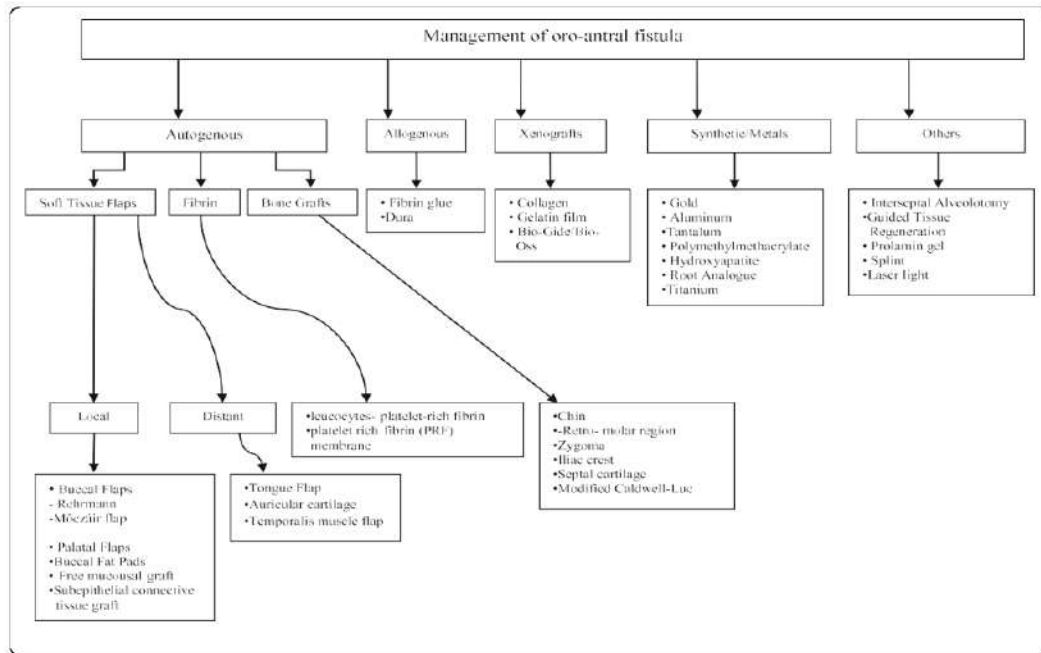 Management of oro-antral fistula
Autogenous
Allogenous
Xenografts
Synthetic/Metals
Others
Soft Tissue Flaps
Fibrin
Bone Grafts
• Fibrin glue
•Dura
• Collagen
• Gelatin film
• Bio-Gide/Bio-
Oss
• Gold
• Aluminum
•Tantalum
•Polymethylmethacrylate
• Hydroxyapatite
• Root Analogue
•Titanium
• Interseptal Alveolotomy
•Guided Tissue
Regeneration
• Prolamin gel
• Splint
•Laser light
Local
Distant
•leucocytes- platelet-rich fibrin
•platelet rich fibrin (PRF)
membrane
•Chin
•-Retro- molar region
•Zygoma
•Iliac crest
•Septal cartilage
•Modified Caldwell-Luc
• Buccal Flaps
- Rehrmann
-Móczáir flap
• Palatal Flaps
•Buccal Fat Pads
• Free mucousal graft
•Subepithelial connective
tissue graft
•Tongue Flap
•Auricular cartilage
•Temporalis muscle flap